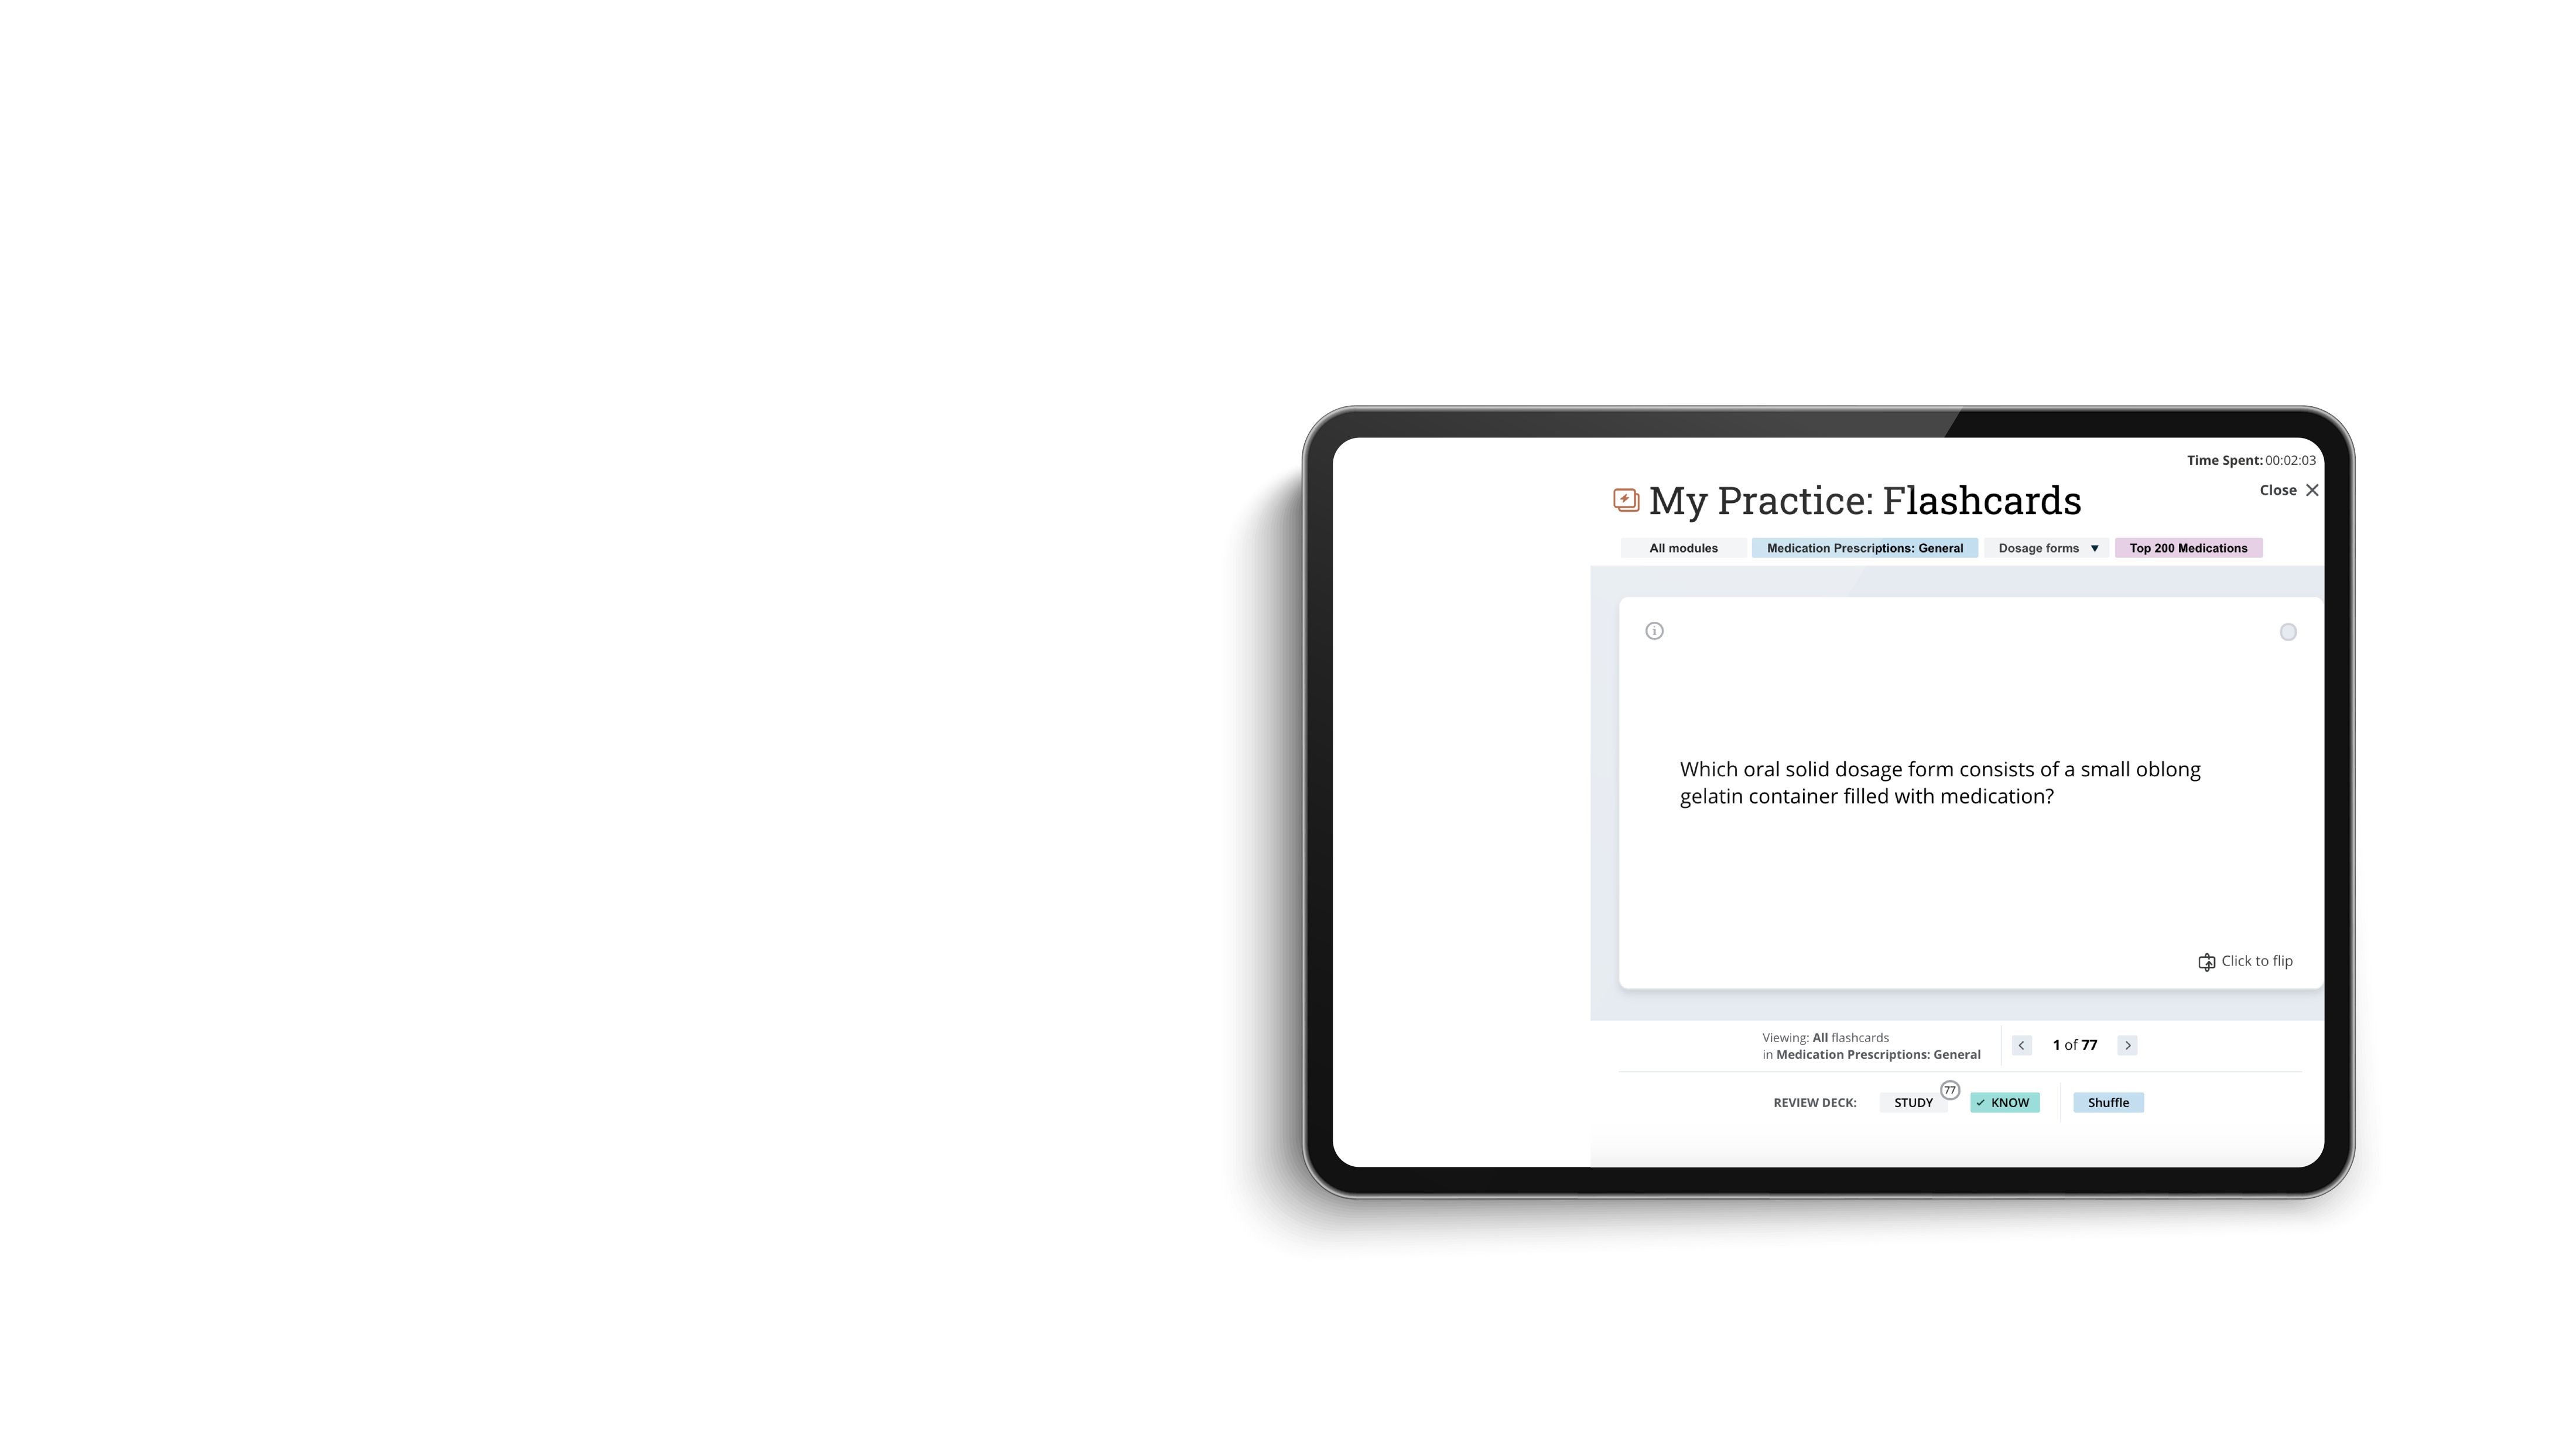 Time Spent: 00:02:03
Close
My Practice: Flashcards
All modules
Medication Prescriptions: General
Dosage forms
Top 200 Medications
Which oral solid dosage form consists of a small oblong
gelatin container filled with medication?
Click to flip
Viewing: All flashcards
in Medication Prescriptions: General
1 of 77
REVIEW DECK:
STUDY
77
KNOW
Shuffle